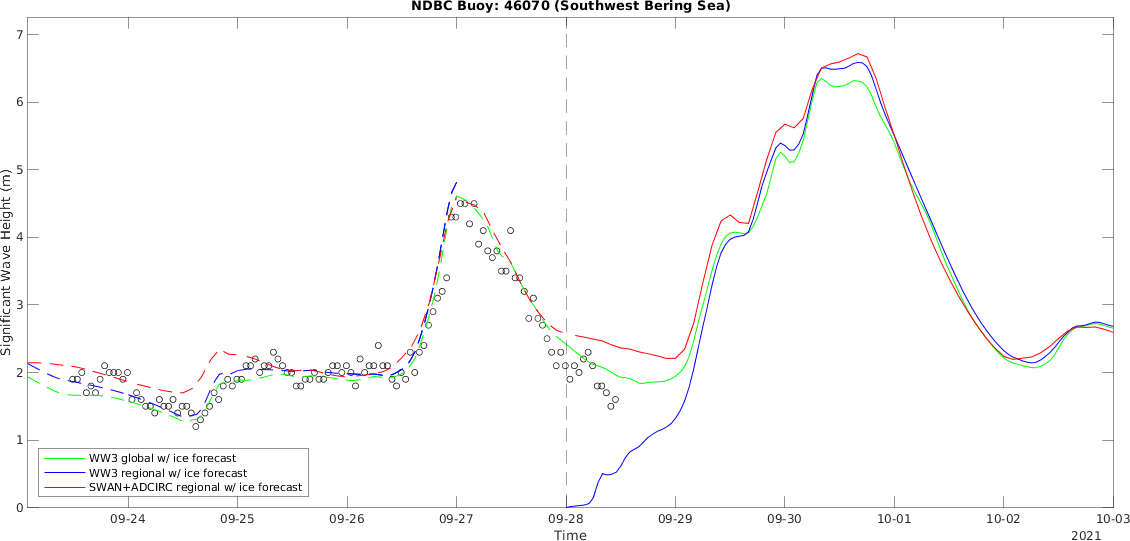 NDBC Buoy: 46070 (Southwest Bering Sea)
7
6
5
4
3
2
1
0
Significant Wave Height (m)
WW3 global w/ ice forecast
WW3 regional w/ ice forecast
SWAN+ADCIRC regional w/ ice forecast
09-24 09-25 09-26 09-27 09-28 09-29 09-30 10-01 10-02 10-03
Time
2021